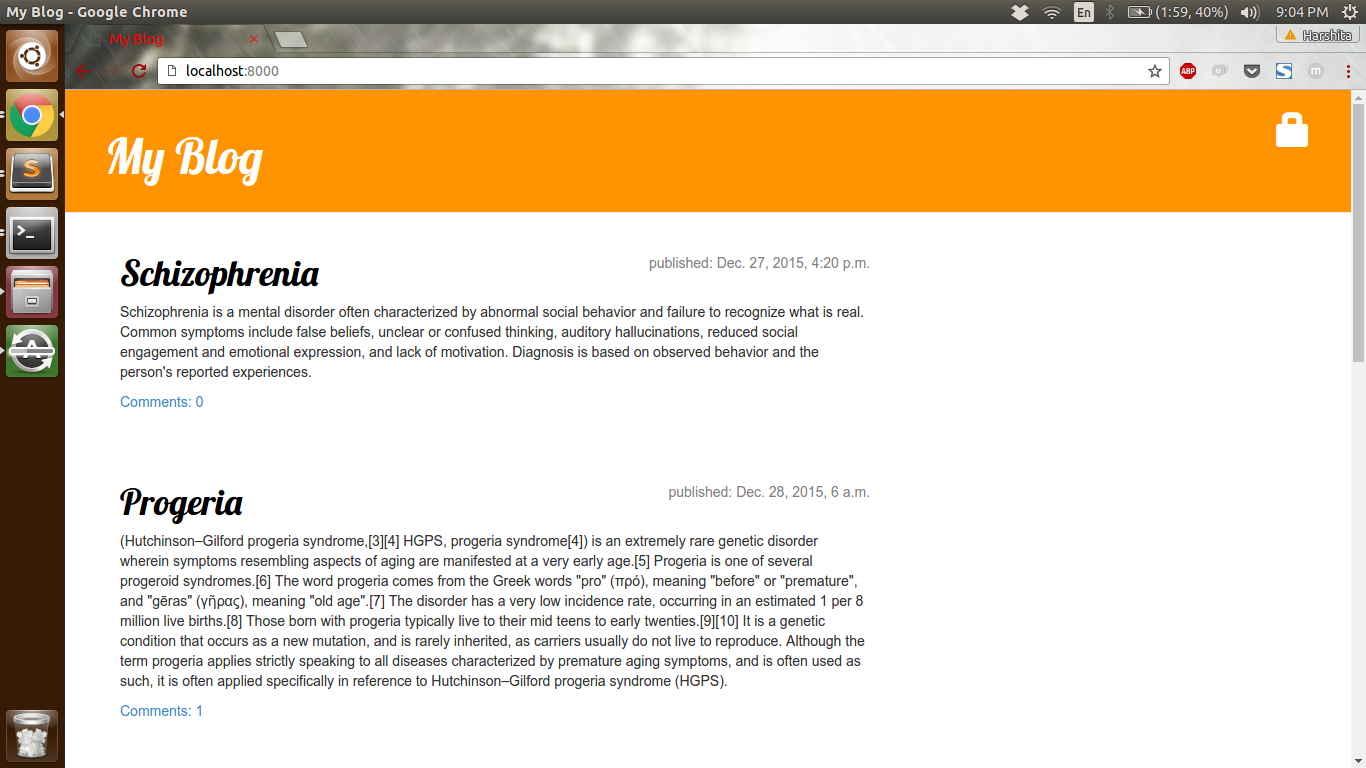 My Blog - Google Chrome
En
(1:59, 40%)
9:04 PM
My Blog
Harshita
localhost:8000
ABP
S
m
My Blog
Schizophrenia
published: Dec. 27, 2015, 4:20 p.m.
Schizophrenia is a mental disorder often characterized by abnormal social behavior and failure to recognize what is real.
Common symptoms include false beliefs, unclear or confused thinking, auditory hallucinations, reduced social
engagement and emotional expression, and lack of motivation. Diagnosis is based on observed behavior and the
person's reported experiences.
Comments: 0
Progeria
published: Dec. 28, 2015, 6 a.m.
(Hutchinson–Gilford progeria syndrome,[3][4] HGPS, progeria syndrome[4]) is an extremely rare genetic disorder
wherein symptoms resembling aspects of aging are manifested at a very early age.[5] Progeria is one of several
progeroid syndromes.[6] The word progeria comes from the Greek words "pro" (πρό), meaning "before" or "premature",
and "gēras" (γῆρας), meaning "old age".[7] The disorder has a very low incidence rate, occurring in an estimated 1 per 8
million live births.[8] Those born with progeria typically live to their mid teens to early twenties.[9][10] It is a genetic
condition that occurs as a new mutation, and is rarely inherited, as carriers usually do not live to reproduce. Although the
term progeria applies strictly speaking to all diseases characterized by premature aging symptoms, and is often used as
such, it is often applied specifically in reference to Hutchinson–Gilford progeria syndrome (HGPS).
Comments: 1